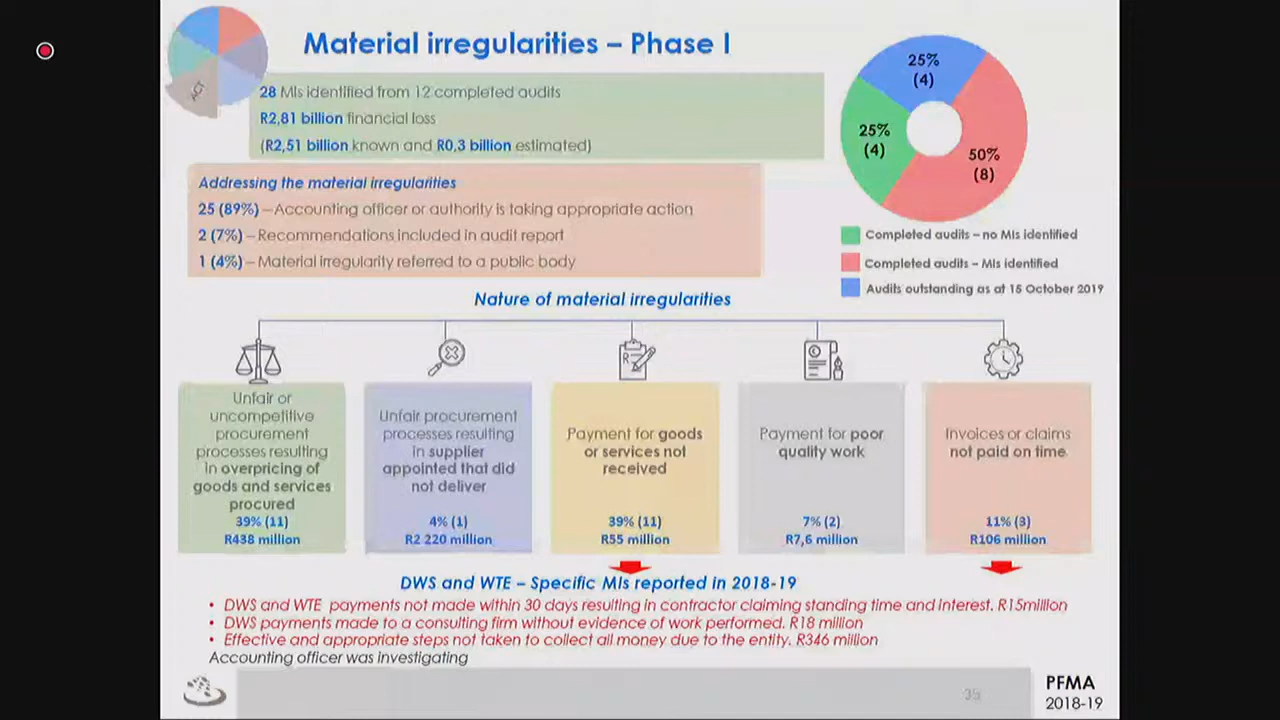 Material irregularities – Phase I
ACT
28 MIs identified from 12 completed audits
R2,81 billion financial loss
(R2,51 billion known and R0,3 billion estimated)
Addressing the material irregularities
25 (89%) – Accounting officer or authority is taking appropriate action
2 (7%) – Recommendations included in audit report
1 (4%) – Material irregularity referred to a public body
25%
(4)
25%
(4)
50%
(8)
Completed audits – no MIs identified
Completed audits – MIs identified
Audits outstanding as at 15 October 2019
Nature of material irregularities
Unfair or
uncompetitive
procurement
processes resulting
in overpricing of
goods and services
procured
39% (11)
R438 million
Unfair procurement
processes resulting
in supplier
appointed that did
not deliver
4% (1)
R2 220 million
R
Payment for goods
or services not
received
39% (11)
R55 million
Payment for poor
quality work
7% (2)
R7,6 million
Invoices or claims
not paid on time
11% (3)
R106 million
DWS and WTE – Specific MIs reported in 2018-19
• DWS and WTE payments not made within 30 days resulting in contractor claiming standing time and interest. R15million
• DWS payments made to a consulting firm without evidence of work performed. R18 million
• Effective and appropriate steps not taken to collect all money due to the entity. R346 million
Accounting officer was investigating
35
PFMA
2018-19